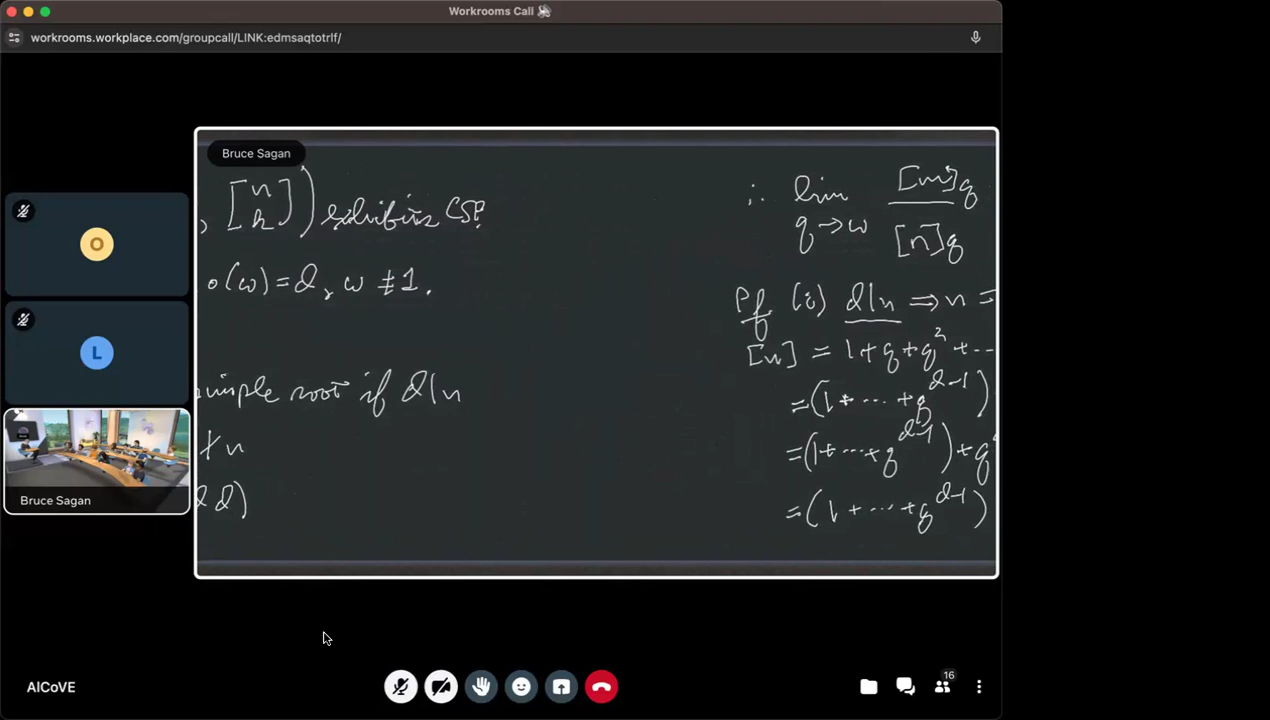 Workrooms Call
workrooms.workplace.com/groupcall/LINK:edmsaqtotrlf/
Bruce Sagan
O
L
Bruce Sagan
[n k]) exhibits CSP
o(ω)=d, ω≠1.
simple root if d|n
∤n
d)
∴ lim q→ω [m]q / [n]q
Pf (i) d|n ⇒ n =
[n] = 1+q+q²+...
=(1+...+q^{d-1})
=(1+...+q^{d-1})+q
=(1+...+q^{d-1})
AICoVE
16